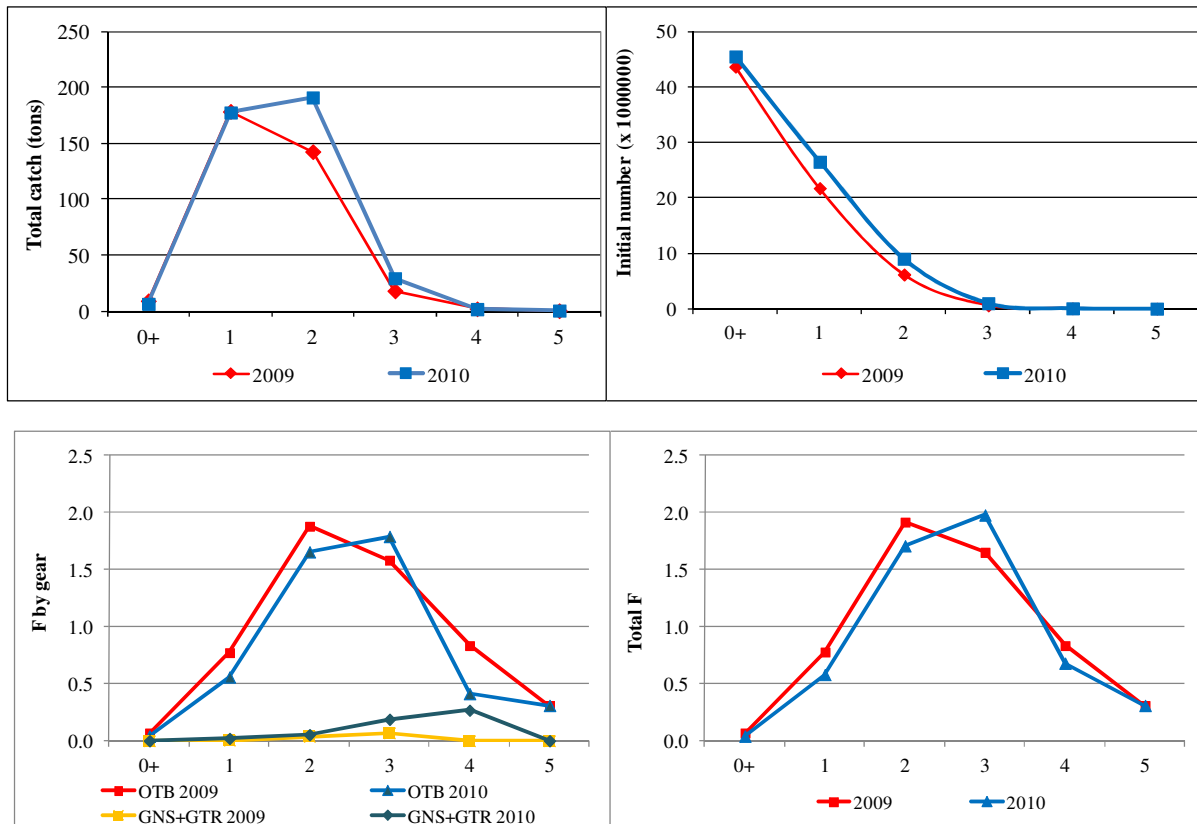 Total catch (tons)
250
200
150
100
50
0
0+ 1 2 3 4 5
2009 2010
Initial number (x 1000000)
50
40
30
20
10
0
0+ 1 2 3 4 5
2009 2010
F by gear
2.5
2.0
1.5
1.0
0.5
0.0
0+ 1 2 3 4 5
OTB 2009 OTB 2010
GNS+GTR 2009 GNS+GTR 2010
Total F
2.5
2.0
1.5
1.0
0.5
0.0
0+ 1 2 3 4 5
2009 2010